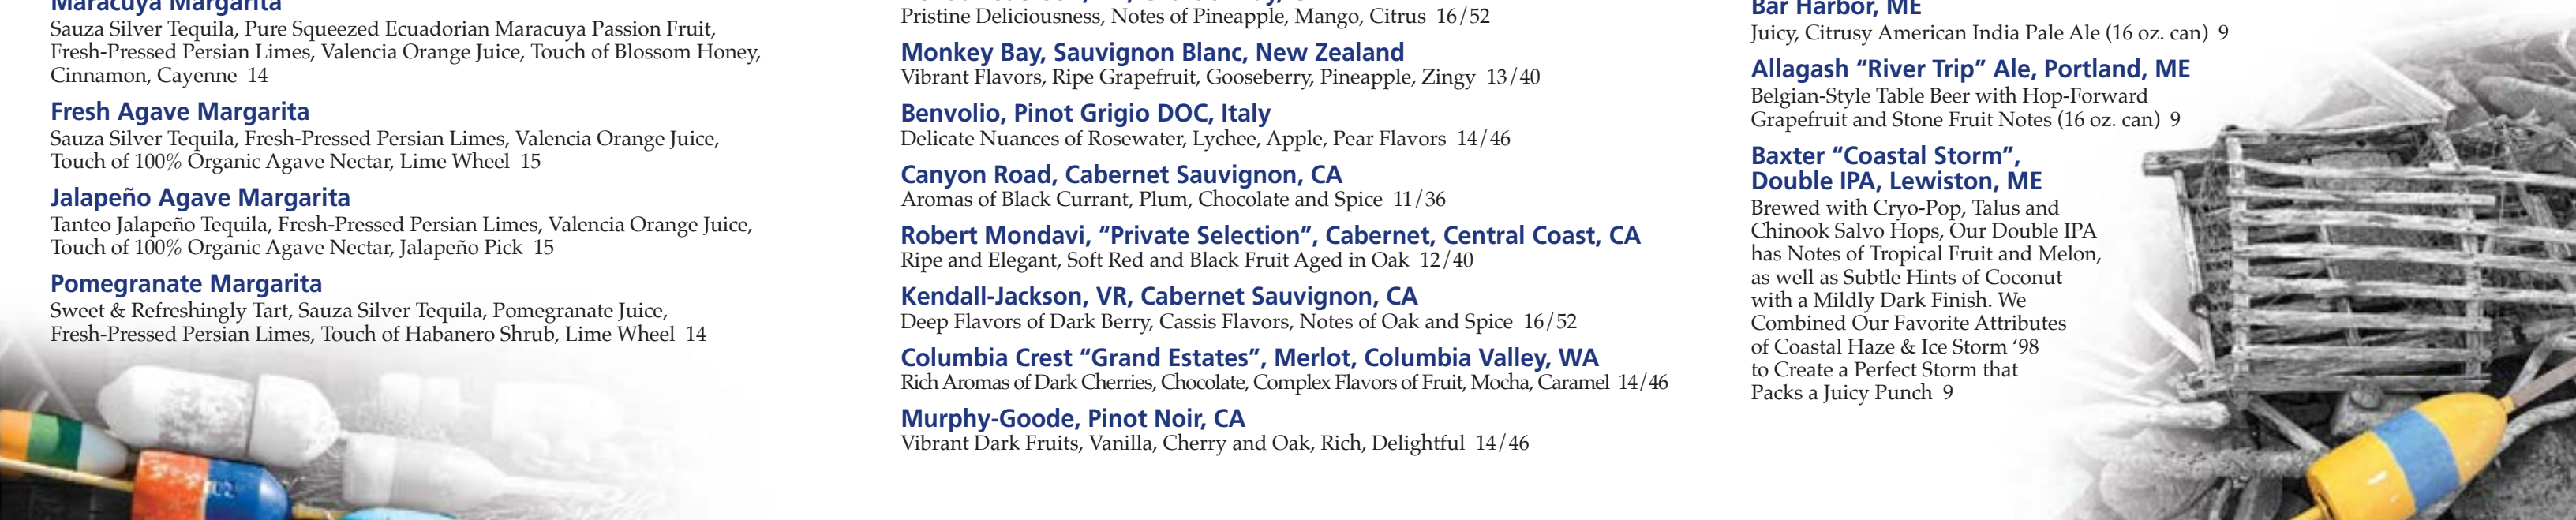 Maracuya Margarita
Sauza Silver Tequila, Pure Squeezed Ecuadorian Maracuya Passion Fruit,
Fresh-Pressed Persian Limes, Valencia Orange Juice, Touch of Blossom Honey,
Cinnamon, Cayenne 14
Fresh Agave Margarita
Sauza Silver Tequila, Fresh-Pressed Persian Limes, Valencia Orange Juice,
Touch of 100% Organic Agave Nectar, Lime Wheel 15
Jalapeño Agave Margarita
Tanteo Jalapeño Tequila, Fresh-Pressed Persian Limes, Valencia Orange Juice,
Touch of 100% Organic Agave Nectar, Jalapeño Pick 15
Pomegranate Margarita
Sweet & Refreshingly Tart, Sauza Silver Tequila, Pomegranate Juice,
Fresh-Pressed Persian Limes, Touch of Habanero Shrub, Lime Wheel 14
Pristine Deliciousness, Notes of Pineapple, Mango, Citrus 16/52
Monkey Bay, Sauvignon Blanc, New Zealand
Vibrant Flavors, Ripe Grapefruit, Gooseberry, Pineapple, Zingy 13/40
Benvolio, Pinot Grigio DOC, Italy
Delicate Nuances of Rosewater, Lychee, Apple, Pear Flavors 14/46
Canyon Road, Cabernet Sauvignon, CA
Aromas of Black Currant, Plum, Chocolate and Spice 11/36
Robert Mondavi, “Private Selection”, Cabernet, Central Coast, CA
Ripe and Elegant, Soft Red and Black Fruit Aged in Oak 12/40
Kendall-Jackson, VR, Cabernet Sauvignon, CA
Deep Flavors of Dark Berry, Cassis Flavors, Notes of Oak and Spice 16/52
Columbia Crest “Grand Estates”, Merlot, Columbia Valley, WA
Rich Aromas of Dark Cherries, Chocolate, Complex Flavors of Fruit, Mocha, Caramel 14/46
Murphy-Goode, Pinot Noir, CA
Vibrant Dark Fruits, Vanilla, Cherry and Oak, Rich, Delightful 14/46
Bar Harbor, ME
Juicy, Citrusy American India Pale Ale (16 oz. can) 9
Allagash “River Trip” Ale, Portland, ME
Belgian-Style Table Beer with Hop-Forward
Grapefruit and Stone Fruit Notes (16 oz. can) 9
Baxter “Coastal Storm”,
Double IPA, Lewiston, ME
Brewed with Cryo-Pop, Talus and
Chinook Salvo Hops, Our Double IPA
has Notes of Tropical Fruit and Melon,
as well as Subtle Hints of Coconut
with a Mildly Dark Finish. We
Combined Our Favorite Attributes
of Coastal Haze & Ice Storm ‘98
to Create a Perfect Storm that
Packs a Juicy Punch 9